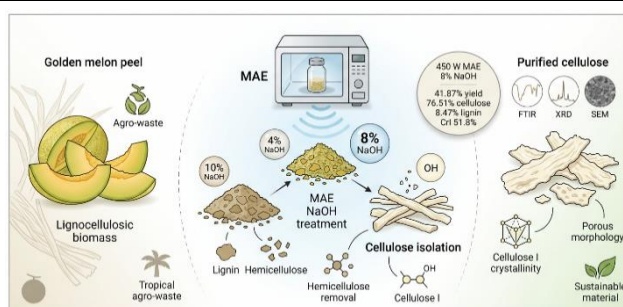 Golden melon peel
Agro-waste
Lignocellulosic
biomass
Tropical
agro-waste
MAE
450 W MAE
8% NaOH
41.87% yield
76.51% cellulose
8.47% lignin
CrI 51.8%
10%
NaOH
4%
NaOH
8%
NaOH
OH
MAE
NaOH
treatment
Lignin
Hemicellulose
Cellulose isolation
Hemicellulose
removal
OH
Cellulose I
Purified cellulose
FTIR
XRD
SEM
Cellulose I
crystallinity
Porous
morphology
Sustainable
material